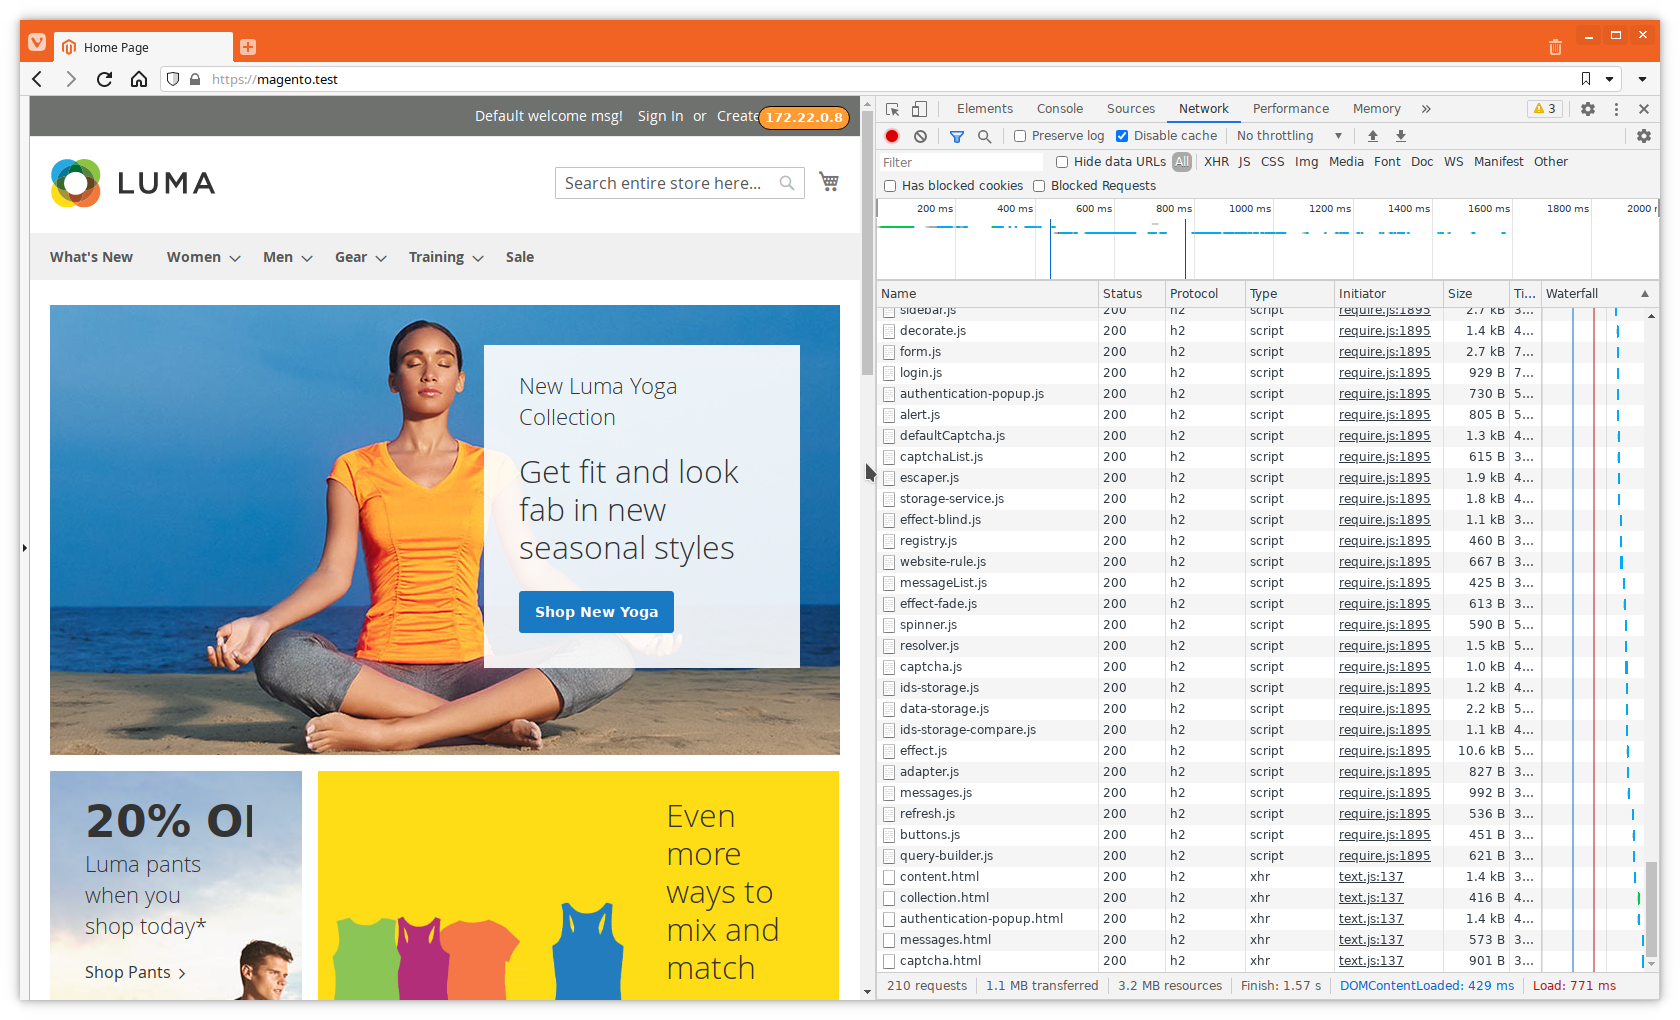 Home Page
https://magento.test
Default welcome msg! Sign In or Create
172.22.0.8
LUMA
Search entire store here...
What's New Women Men Gear Training Sale
New Luma Yoga
Collection
Get fit and look
fab in new
seasonal styles
Shop New Yoga
20% O
Luma pants
when you
shop today*
Shop Pants
Even
more
ways to
mix and
match
Elements Console Sources Network Performance Memory » 3
Preserve log Disable cache No throttling
Filter Hide data URLs All XHR JS CSS Img Media Font Doc WS Manifest Other
Has blocked cookies Blocked Requests
200 ms 400 ms 600 ms 800 ms 1000 ms 1200 ms 1400 ms 1600 ms 1800 ms 2000
Name Status Protocol Type Initiator Size Ti... Waterfall
sidebar.js 200 h2 script require.js:1895 2.7 kB 3...
decorate.js 200 h2 script require.js:1895 1.4 kB 4...
form.js 200 h2 script require.js:1895 2.7 kB 7...
login.js 200 h2 script require.js:1895 929 B 7...
authentication-popup.js 200 h2 script require.js:1895 730 B 5...
alert.js 200 h2 script require.js:1895 805 B 5...
defaultCaptcha.js 200 h2 script require.js:1895 1.3 kB 4...
captchaList.js 200 h2 script require.js:1895 615 B 3...
escaper.js 200 h2 script require.js:1895 1.9 kB 4...
storage-service.js 200 h2 script require.js:1895 1.8 kB 4...
effect-blind.js 200 h2 script require.js:1895 1.1 kB 3...
registry.js 200 h2 script require.js:1895 460 B 3...
website-rule.js 200 h2 script require.js:1895 667 B 3...
messageList.js 200 h2 script require.js:1895 425 B 3...
effect-fade.js 200 h2 script require.js:1895 613 B 3...
spinner.js 200 h2 script require.js:1895 590 B 5...
resolver.js 200 h2 script require.js:1895 1.5 kB 5...
captcha.js 200 h2 script require.js:1895 1.0 kB 4...
ids-storage.js 200 h2 script require.js:1895 1.2 kB 4...
data-storage.js 200 h2 script require.js:1895 2.2 kB 5...
ids-storage-compare.js 200 h2 script require.js:1895 1.1 kB 4...
effect.js 200 h2 script require.js:1895 10.6 kB 5...
adapter.js 200 h2 script require.js:1895 827 B 3...
messages.js 200 h2 script require.js:1895 992 B 3...
refresh.js 200 h2 script require.js:1895 536 B 3...
buttons.js 200 h2 script require.js:1895 451 B 3...
query-builder.js 200 h2 script require.js:1895 621 B 3...
content.html 200 h2 xhr text.js:137 1.4 kB 3...
collection.html 200 h2 xhr text.js:137 416 B 4...
authentication-popup.html 200 h2 xhr text.js:137 1.4 kB 3...
messages.html 200 h2 xhr text.js:137 573 B 3...
captcha.html 200 h2 xhr text.js:137 901 B 3...
210 requests 1.1 MB transferred 3.2 MB resources Finish: 1.57 s DOMContentLoaded: 429 ms Load: 771 ms